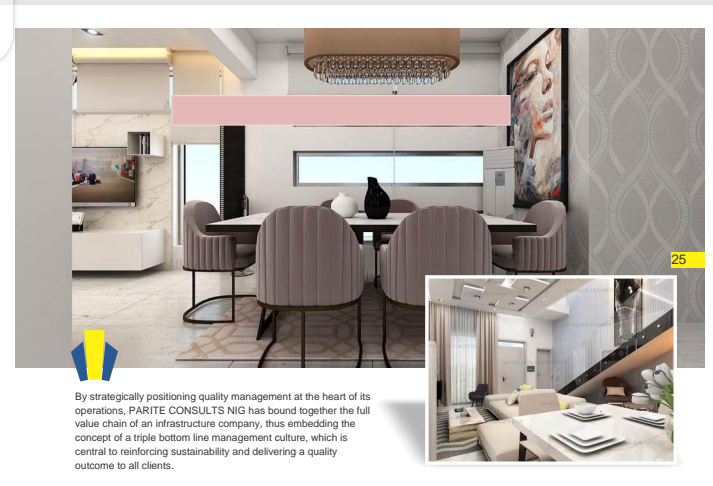 25
By strategically positioning quality management at the heart of its
operations, PARITE CONSULTS NIG has bound together the full
value chain of an infrastructure company, thus embedding the
concept of a triple bottom line management culture, which is
central to reinforcing sustainability and delivering a quality
outcome to all clients.